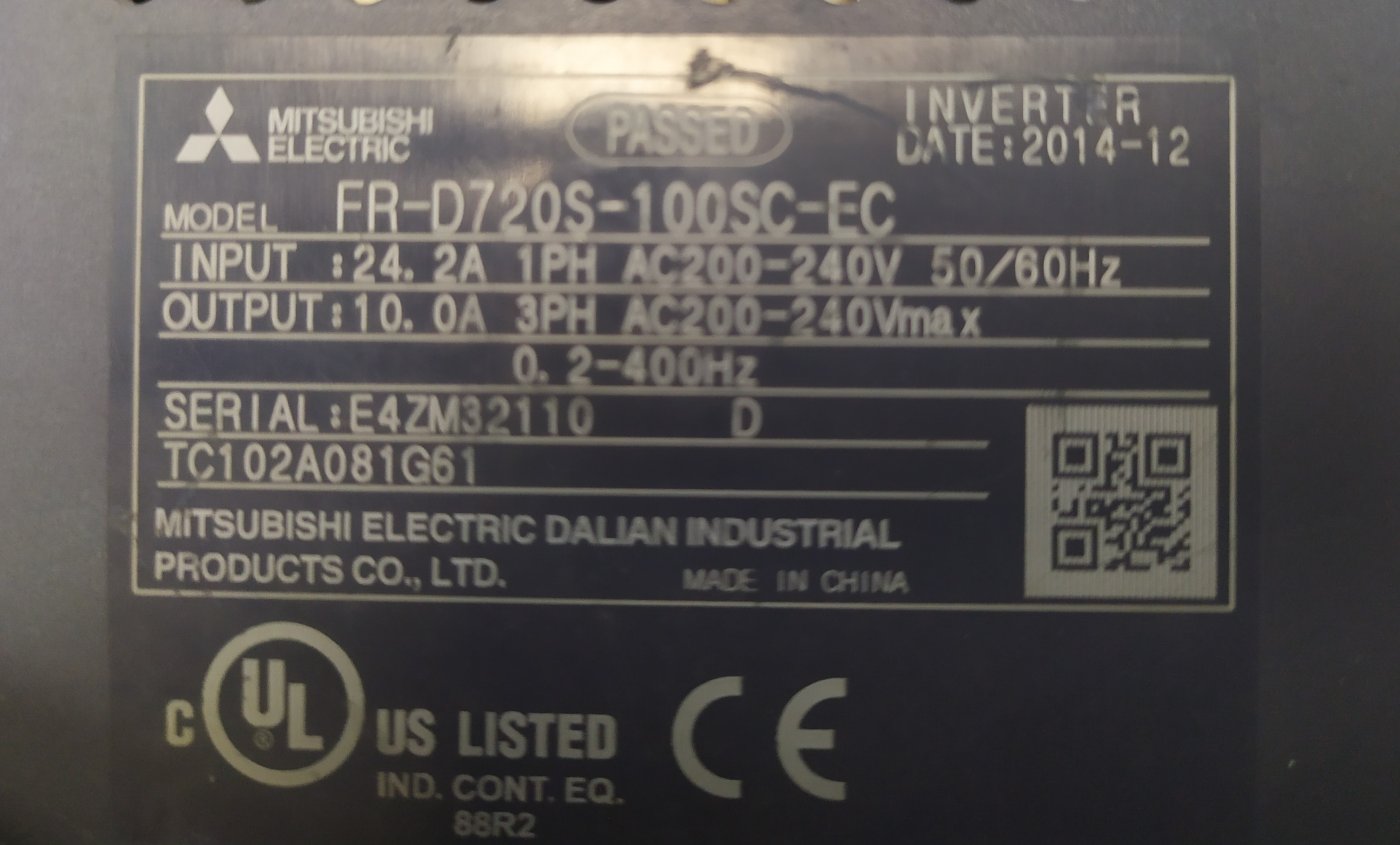 MITSUBISHI
ELECTRIC
PASSED
INVERTER
DATE:2014-12
MODEL FR-D720S-100SC-EC
INPUT :24.2A 1PH AC200-240V 50/60Hz
OUTPUT:10.0A 3PH AC200-240Vmax
0.2-400Hz
SERIAL:E4ZM32110 D
TC102A081G61
MITSUBISHI ELECTRIC DALIAN INDUSTRIAL
PRODUCTS CO., LTD.
MADE IN CHINA
C UL ® US LISTED
IND. CONT. EQ.
88R2
CE